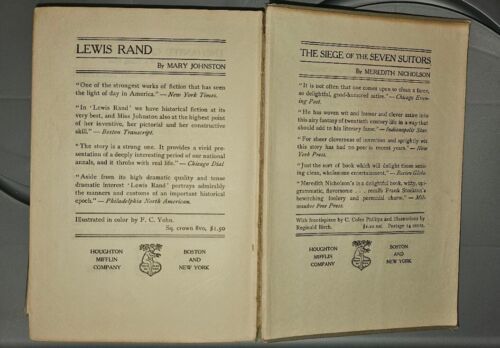 LEWIS RAND
By MARY JOHNSTON
"One of the strongest works of fiction that has seen
the light of day in America." — New York Times.
"In 'Lewis Rand' we have historical fiction at its
very best, and Miss Johnston also at the highest point
of her inventive, her pictorial and her constructive
skill." — Boston Transcript.
"The story is a strong one. It provides a vivid pre-
sentation of a deeply interesting period of our national
annals, and it throbs with real life." — Chicago Dial
"Aside from its high dramatic quality and tense
dramatic interest 'Lewis Rand' portrays admirably
the manners and customs of an important historical
epoch." — Philadelphia North American.
Illustrated in color by F. C. Yohn.
Sq. crown 8vo, $1.50
HOUGHTON
MIFFLIN
COMPANY
BOSTON
AND
NEW YORK
THE SIEGE OF THE SEVEN SUITORS
By MEREDITH NICHOLSON
"It is not often that one comes upon so clean a farce,
so delightful, good-humored satire." — Chicago Even-
ing Post.
"He has woven wit and humor and clever satire into
this airy fantasy of twentieth century life in a way that
should add to his literary fame." — Indianapolis Star.
"For sheer cleverness of invention and sprightly wit
this story has had no peer in recent years." — New
York Press.
"Just the sort of book which will delight those seek-
ing clean, wholesome entertainment." — Boston Globe.
"Meredith Nicholson's is a delightful book, witty, epi-
grammatic, flavorsome . . . really Frank Stockton's
bewitching lunacy and perennial charm." — Mil-
waukee Free Press.
With frontispiece by C. Coles Phillips and illustrations by
Reginald Birch. $1.20 net. Postage 14 cents.
HOUGHTON
MIFFLIN
COMPANY
BOSTON
AND
NEW YORK